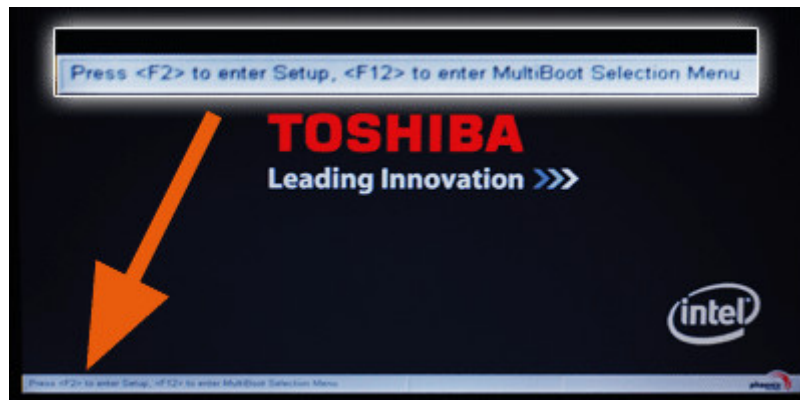 Press <F2> to enter Setup, <F12> to enter MultiBoot Selection Menu
TOSHIBA
Leading Innovation >>>
intel
Press <F2> to enter Setup, <F12> to enter MultiBoot Selection Menu
phoenix